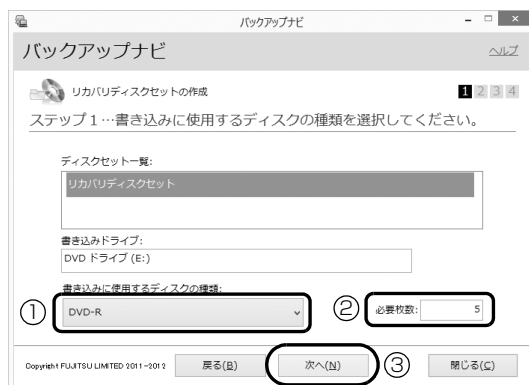 バックアップナビ
バックアップナビ
ヘルプ
リカバリディスクセットの作成
1 2 3 4
ステップ1…書き込みに使用するディスクの種類を選択してください。
ディスクセット一覧:
リカバリディスクセット
書き込みドライブ:
DVD ドライブ (E:)
書き込みに使用するディスクの種類:
① DVD-R
② 必要枚数: 5
Copyright FUJITSU LIMITED 2011-2012
戻る(B)
次へ(N)
③
閉じる(C)